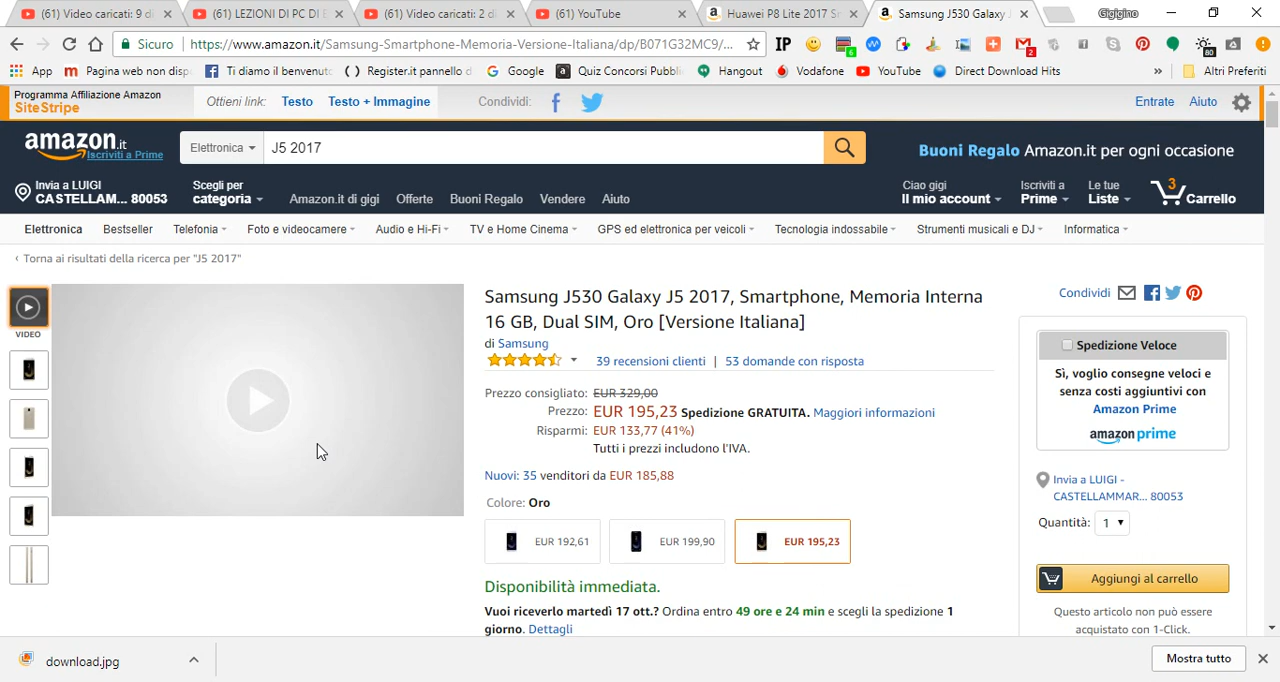 (61) Video caricati: 9 di
(61) LEZIONI DI PC DI B
(61) Video caricati: 2 di
(61) YouTube
Huawei P8 Lite 2017 Sm
Samsung J530 Galaxy J
Gigigino
Sicuro
https://www.amazon.it/Samsung-Smartphone-Memoria-Versione-Italiana/dp/B071G32MC9/...
IP
6
2
80
App
Pagina web non disp
Ti diamo il benvenuto
Register.it pannello d
Google
Quiz Concorsi Pubbli
Hangout
Vodafone
YouTube
Direct Download Hits
»
Altri Preferiti
Programma Affiliazione Amazon
SiteStripe
Ottieni link:
Testo
Testo + Immagine
Condividi:
Entrate
Aiuto
amazon.it
Iscriviti a Prime
Elettronica
J5 2017
Buoni Regalo Amazon.it per ogni occasione
Invia a LUIGI
CASTELLAM... 80053
Scegli per
categoria
Amazon.it di gigi
Offerte
Buoni Regalo
Vendere
Aiuto
Ciao gigi
Il mio account
Iscriviti a
Prime
Le tue
Liste
3
Carrello
Elettronica
Bestseller
Telefonia
Foto e videocamere
Audio e Hi-Fi
TV e Home Cinema
GPS ed elettronica per veicoli
Tecnologia indossabile
Strumenti musicali e DJ
Informatica
‹ Torna ai risultati della ricerca per "J5 2017"
VIDEO
Samsung J530 Galaxy J5 2017, Smartphone, Memoria Interna
16 GB, Dual SIM, Oro [Versione Italiana]
di Samsung
39 recensioni clienti | 53 domande con risposta
Prezzo consigliato: EUR 329,00
Prezzo: EUR 195,23 Spedizione GRATUITA. Maggiori informazioni
Risparmi: EUR 133,77 (41%)
Tutti i prezzi includono l'IVA.
Nuovi: 35 venditori da EUR 185,88
Colore: Oro
EUR 192,61
EUR 199,90
EUR 195,23
Disponibilità immediata.
Vuoi riceverlo martedì 17 ott.? Ordina entro 49 ore e 24 min e scegli la spedizione 1
giorno. Dettagli
Condividi
Spedizione Veloce
Sì, voglio consegne veloci e
senza costi aggiuntivi con
Amazon Prime
amazon prime
Invia a LUIGI -
CASTELLAMMAR... 80053
Quantità: 1
Aggiungi al carrello
Questo articolo non può essere
acquistato con 1-Click.
download.jpg
Mostra tutto